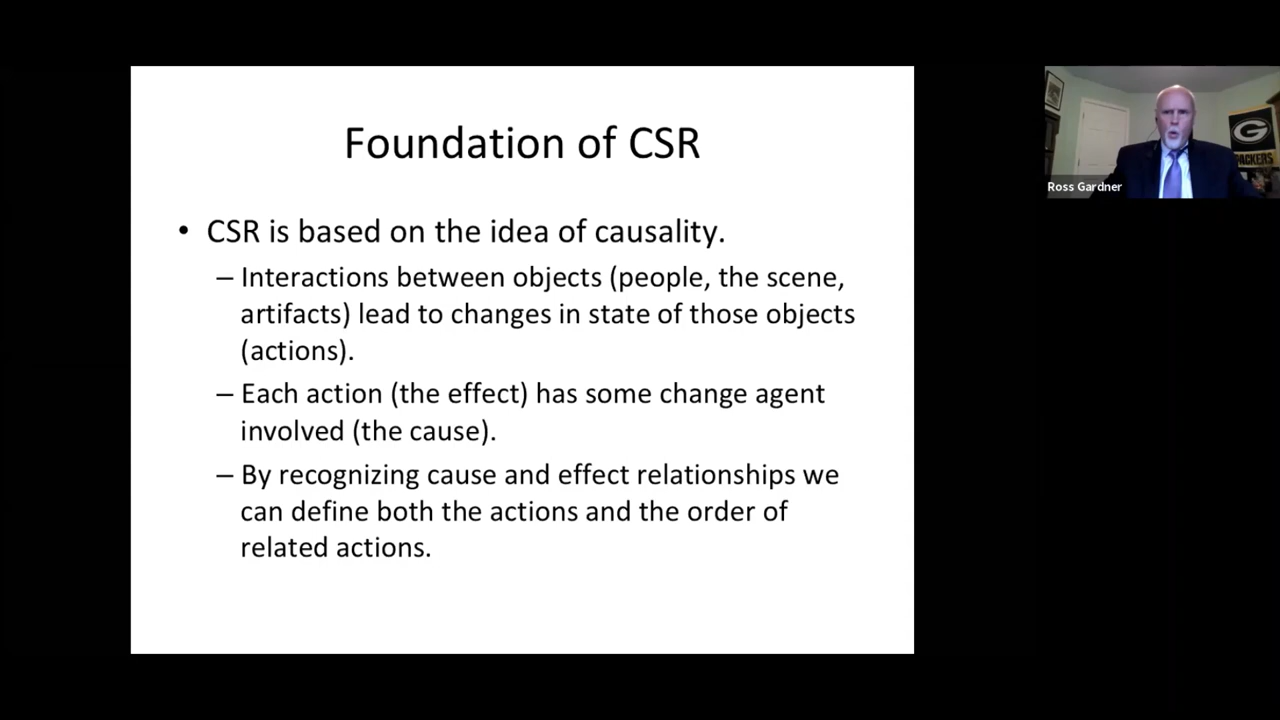 Foundation of CSR
• CSR is based on the idea of causality.
– Interactions between objects (people, the scene,
artifacts) lead to changes in state of those objects
(actions).
– Each action (the effect) has some change agent
involved (the cause).
– By recognizing cause and effect relationships we
can define both the actions and the order of
related actions.
G
PACKERS
Ross Gardner